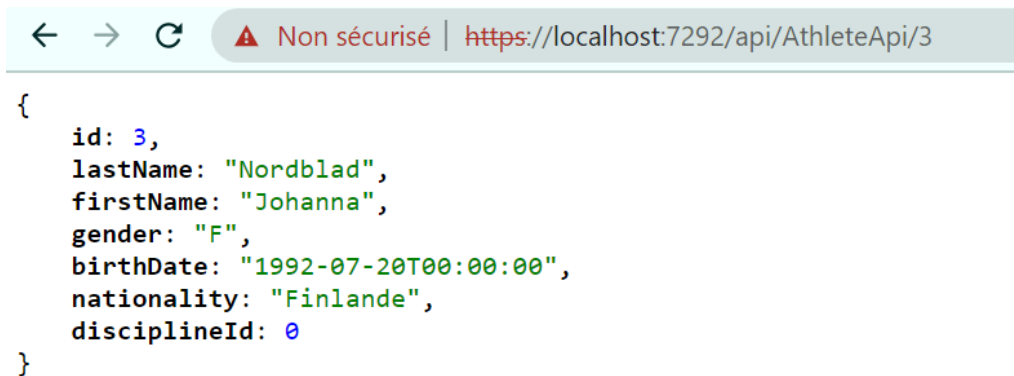 Non sécurisé | https://localhost:7292/api/AthleteApi/3
{
id: 3,
lastName: "Nordblad",
firstName: "Johanna",
gender: "F",
birthDate: "1992-07-20T00:00:00",
nationality: "Finlande",
disciplineId: 0
}